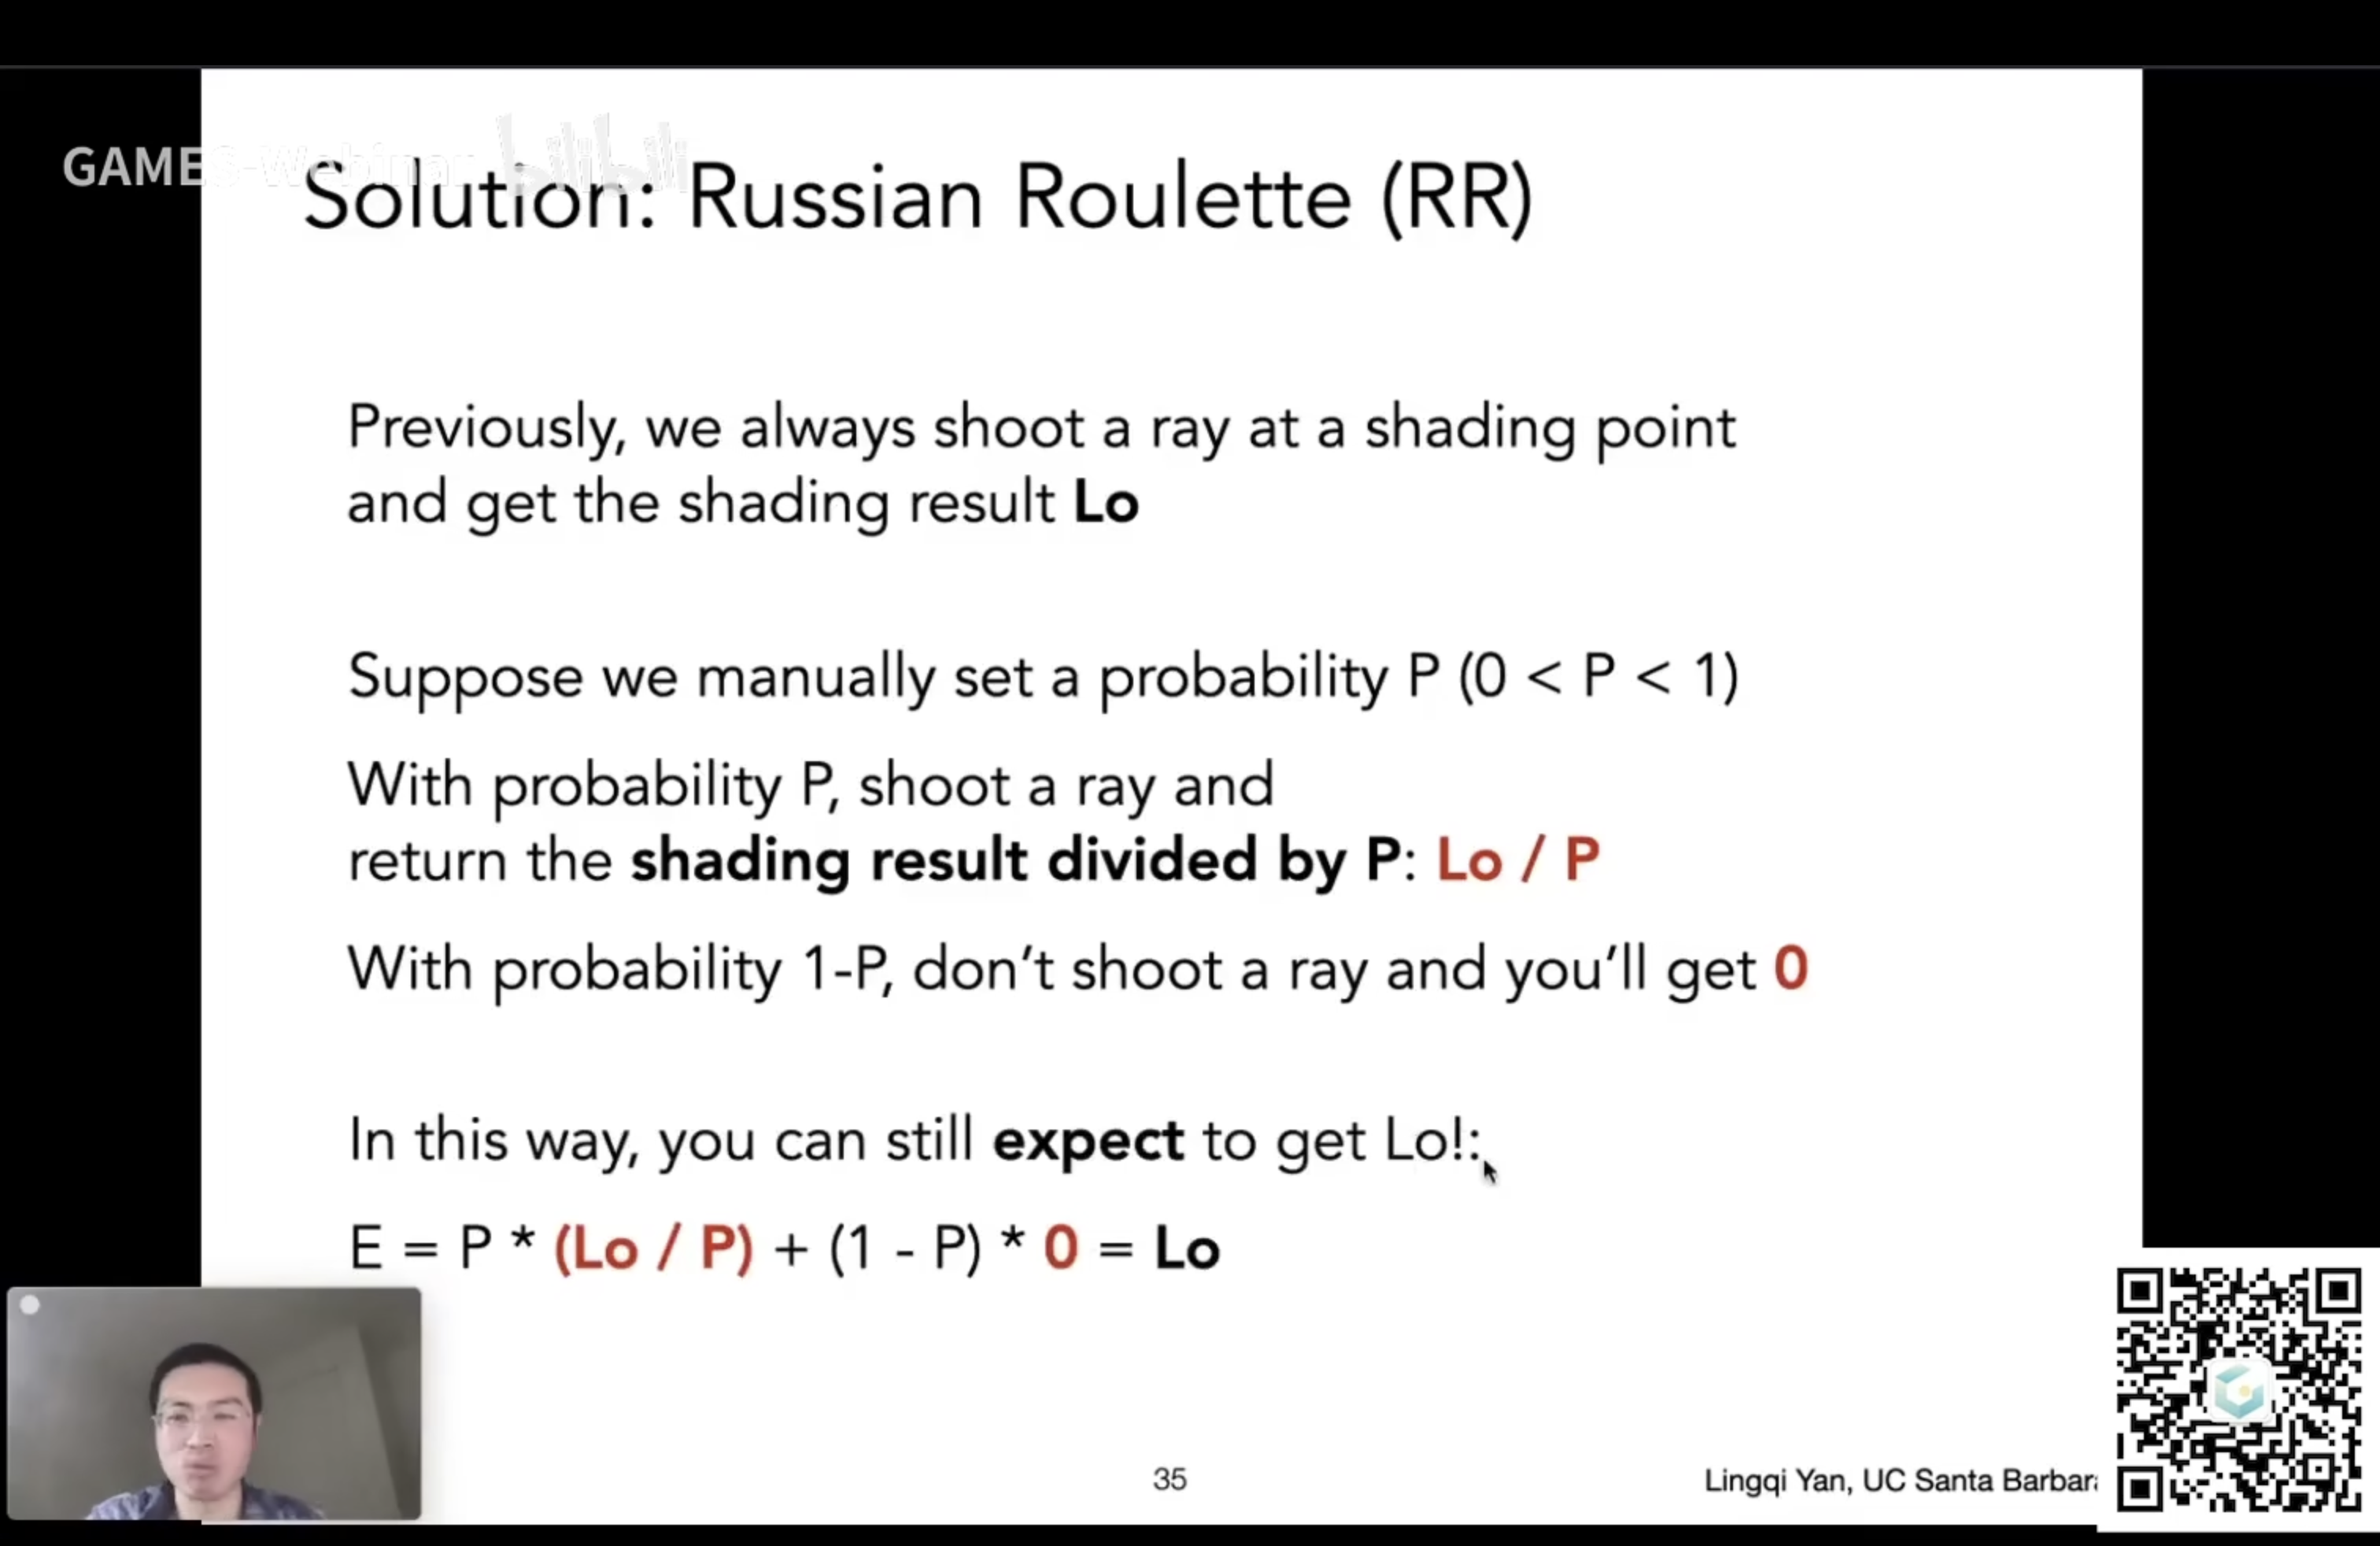 GAMES-Webinar bilibili
Solution: Russian Roulette (RR)
Previously, we always shoot a ray at a shading point
and get the shading result Lo
Suppose we manually set a probability P (0 < P < 1)
With probability P, shoot a ray and
return the shading result divided by P: Lo / P
With probability 1-P, don’t shoot a ray and you’ll get 0
In this way, you can still expect to get Lo!:
E = P * (Lo / P) + (1 - P) * 0 = Lo
35
Lingqi Yan, UC Santa Barbara